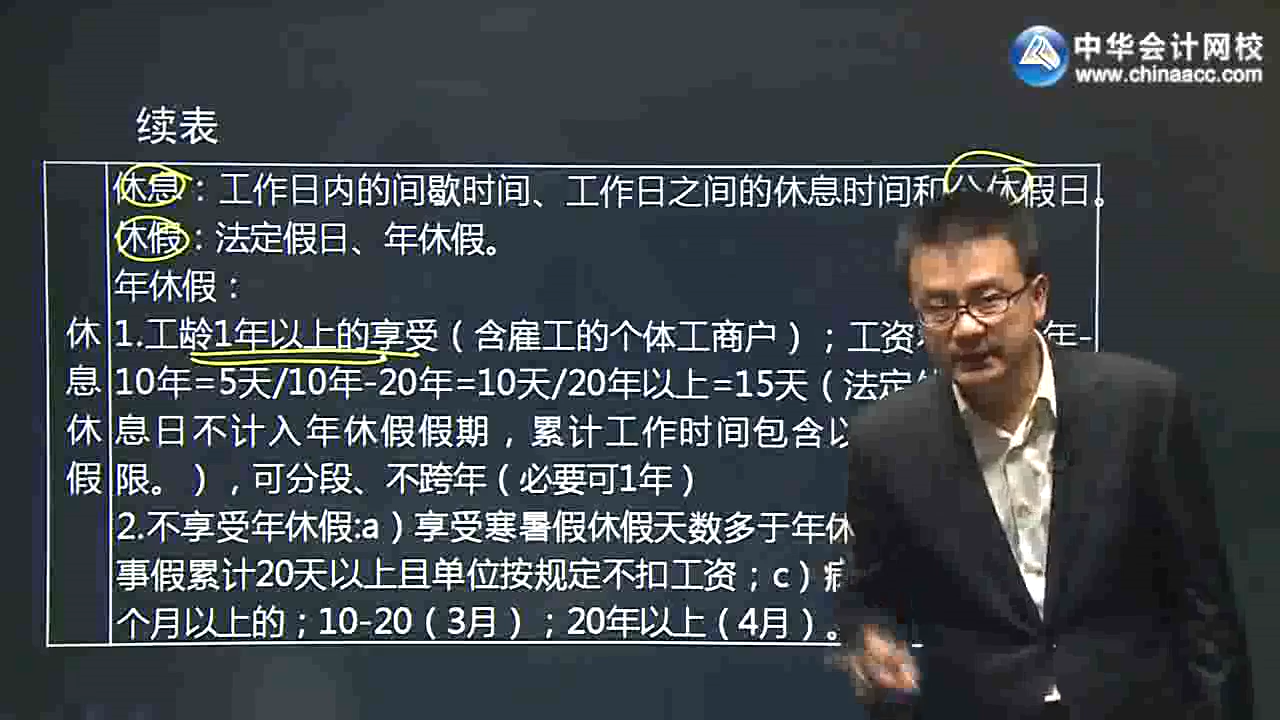 中华会计网校
www.chinaacc.com
续表
休息：工作日内的间歇时间、工作日之间的休息时间和公休假日。
休假：法定假日、年休假。
年休假：
休息休假
1.工龄1年以上的享受（含雇工的个体工商户）；工资 年-
10年=5天/10年-20年=10天/20年以上=15天（法定
息日不计入年休假假期，累计工作时间包含以
限。），可分段、不跨年（必要可1年）
2.不享受年休假:a）享受寒暑假休假天数多于年休
事假累计20天以上且单位按规定不扣工资；c）病
个月以上的；10-20（3月）；20年以上（4月）。